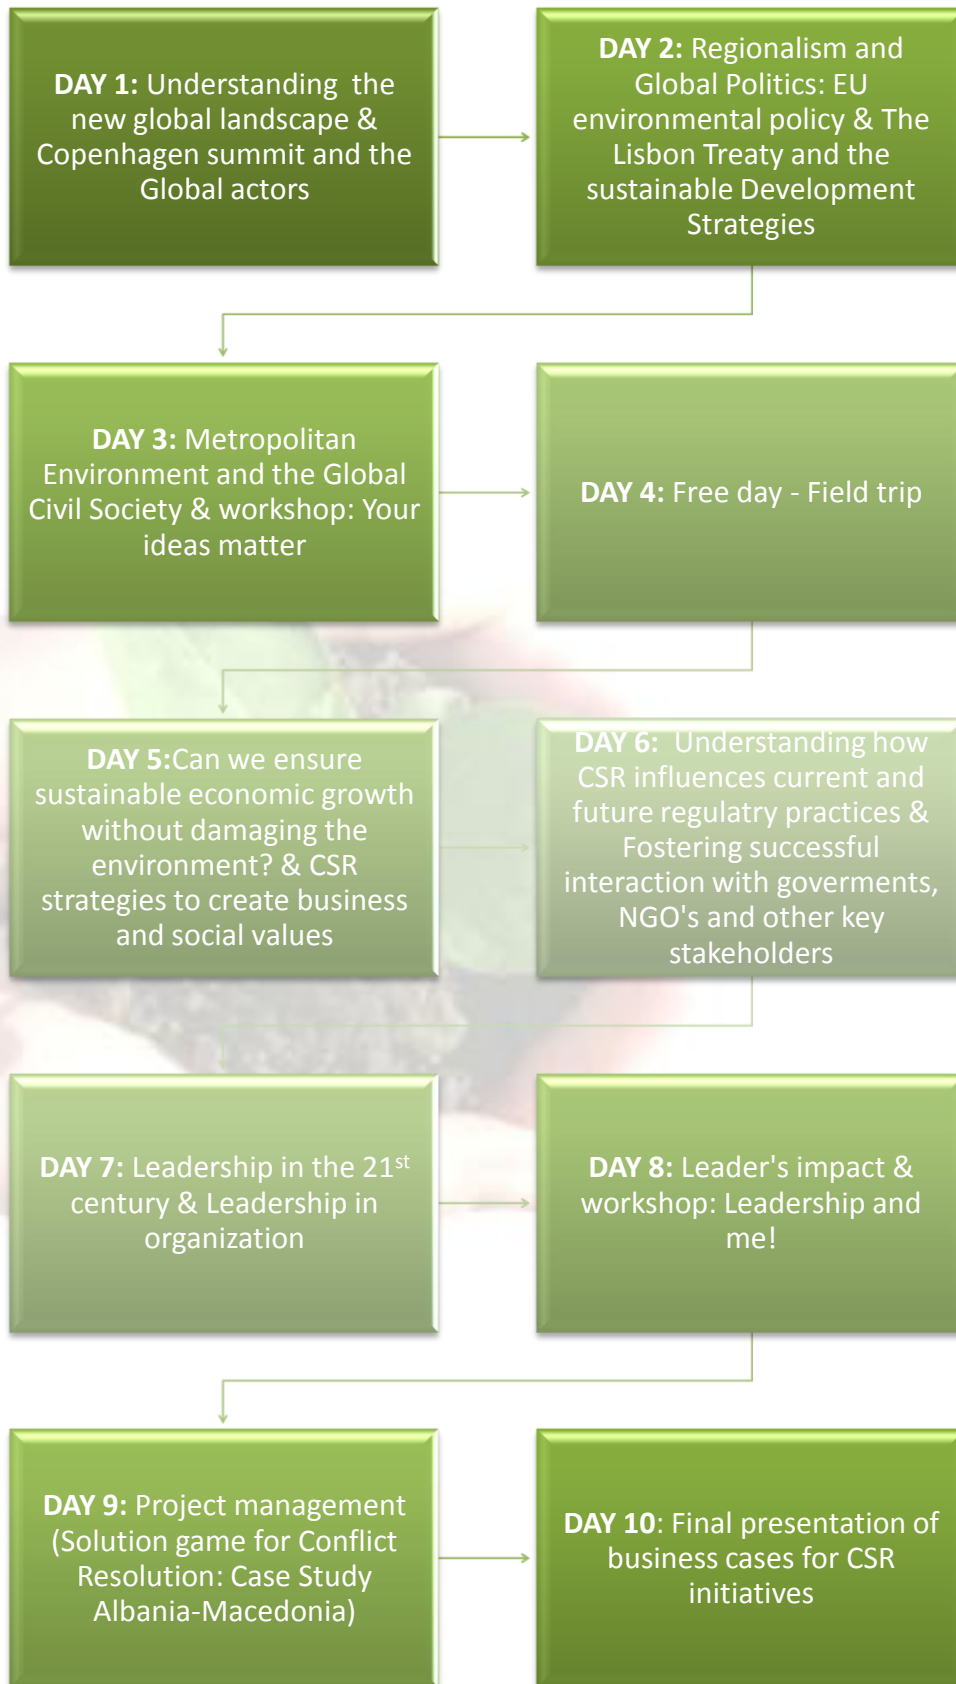 DAY 1: Understanding the
new global landscape &
Copenhagen summit and the
Global actors
DAY 2: Regionalism and
Global Politics: EU
environmental policy & The
Lisbon Treaty and the
sustainable Development
Strategies
DAY 3: Metropolitan
Environment and the Global
Civil Society & workshop: Your
ideas matter
DAY 4: Free day - Field trip
DAY 5:Can we ensure
sustainable economic growth
without damaging the
environment? & CSR
strategies to create business
and social values
DAY 6: Understanding how
CSR influences current and
future regulatry practices &
Fostering successful
interaction with goverments,
NGO's and other key
stakeholders
DAY 7: Leadership in the 21st
century & Leadership in
organization
DAY 8: Leader's impact &
workshop: Leadership and
me!
DAY 9: Project management
(Solution game for Conflict
Resolution: Case Study
Albania-Macedonia)
DAY 10: Final presentation of
business cases for CSR
initiatives